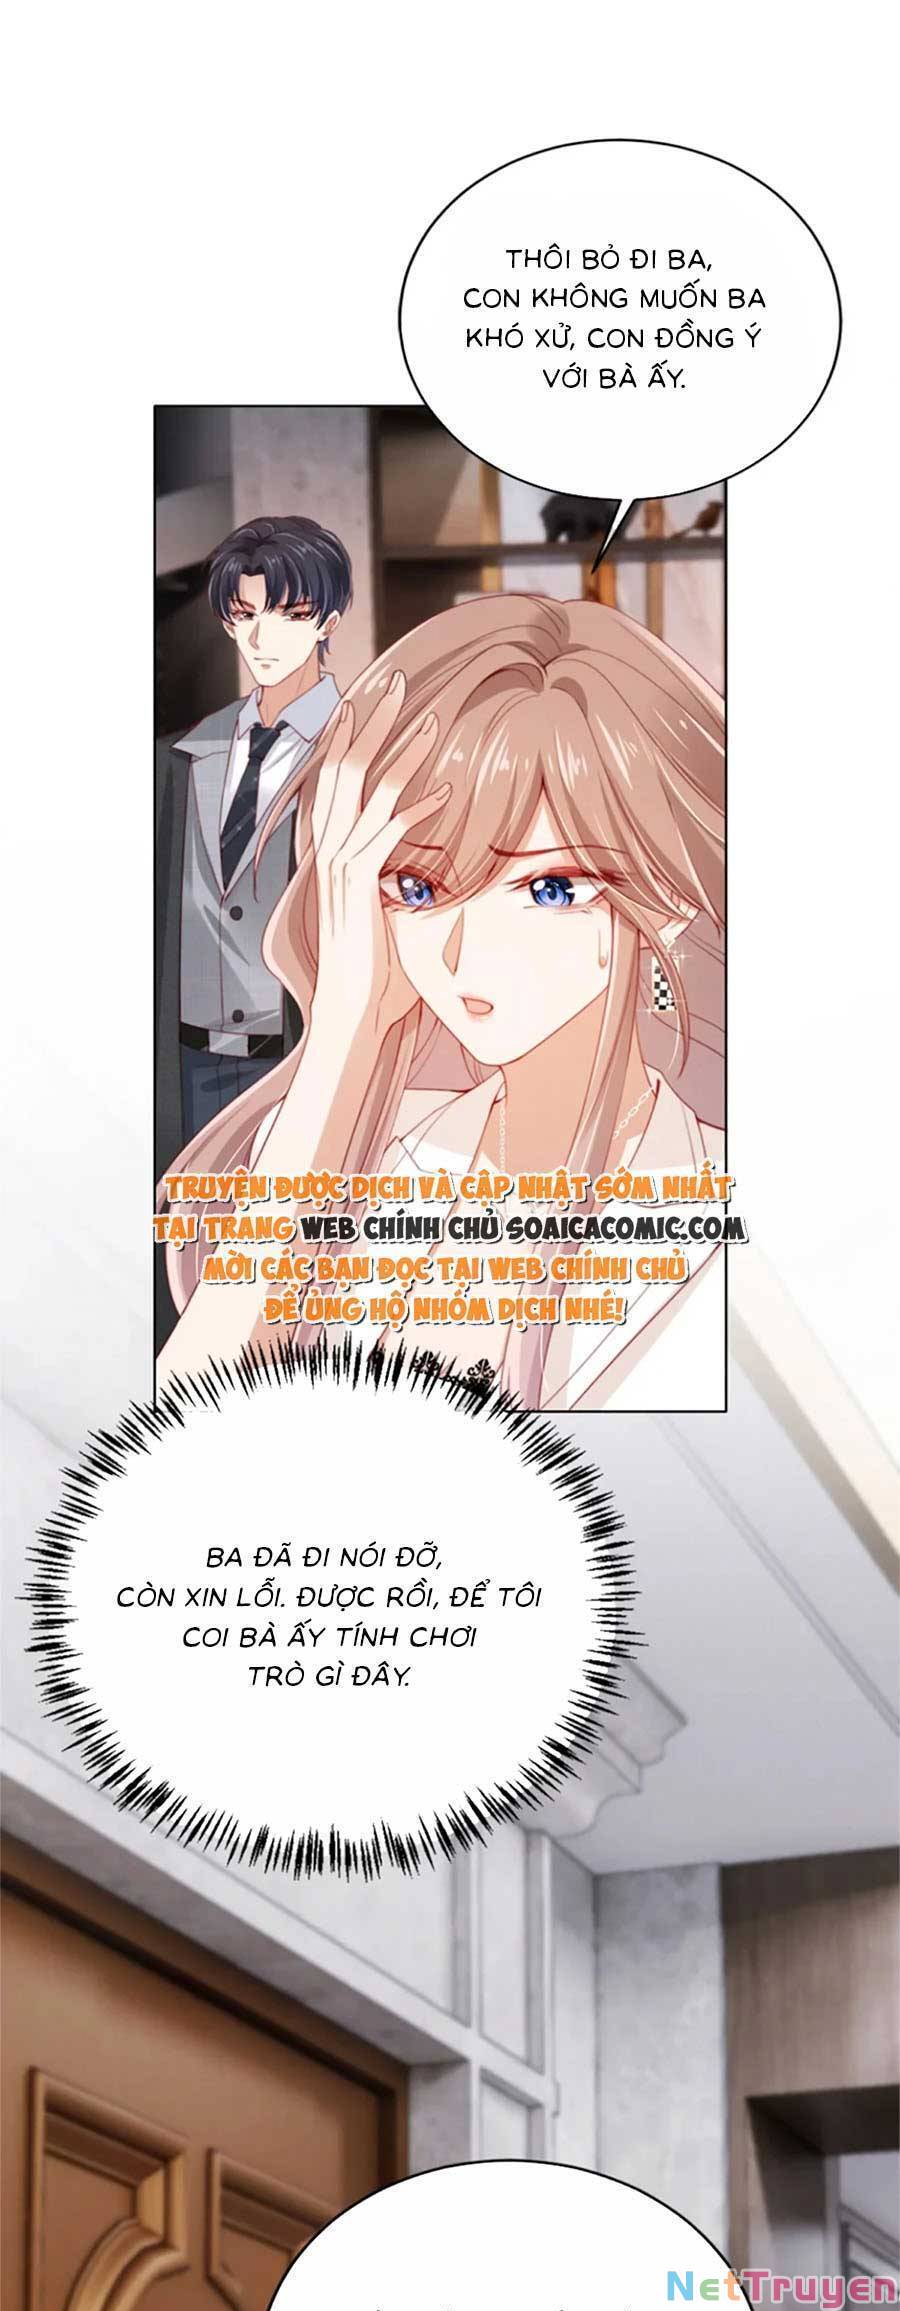 THÔI BỎ ĐI BA,
CON KHÔNG MUỐN BA
KHÓ XỬ, CON ĐỒNG Ý
VỚI BÀ ẤY.
TRUYỆN ĐƯỢC DỊCH VÀ CẬP NHẬT SỚM NHẤT
TẠI TRANG WEB CHÍNH CHỦ SOAICACOMIC.COM
MỜI CÁC BẠN ĐỌC TẠI WEB CHÍNH CHỦ
ĐỂ ỦNG HỘ NHÓM DỊCH NHÉ!
BA ĐÃ ĐI NÓI ĐỠ,
CÒN XIN LỖI. ĐƯỢC RỒI, ĐỂ TÔI
COI BÀ ẤY TÍNH CHƠI
TRÒ GÌ ĐÂY.
NetTruyen